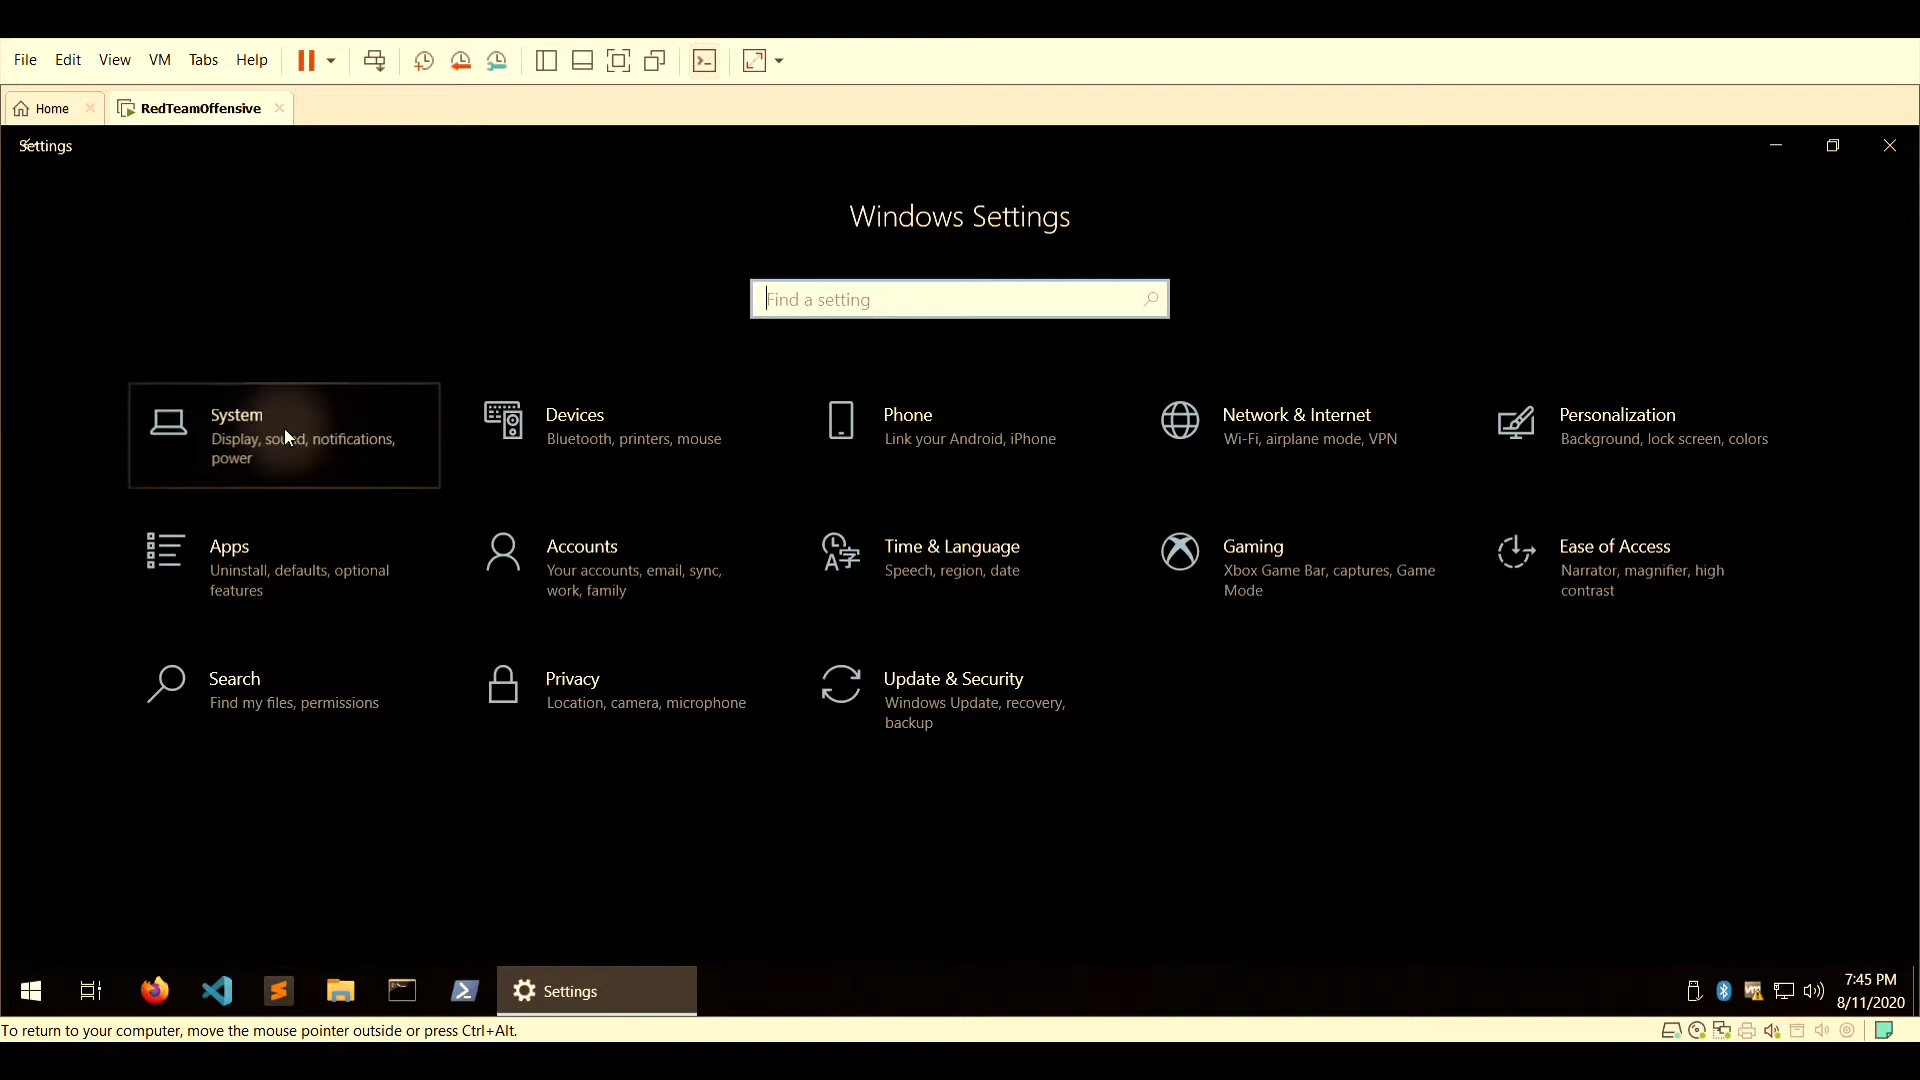 File Edit View VM Tabs Help
Home RedTeamOffensive
Settings
Windows Settings
Find a setting
System
Display, sound, notifications,
power
Devices
Bluetooth, printers, mouse
Phone
Link your Android, iPhone
Network & Internet
Wi-Fi, airplane mode, VPN
Personalization
Background, lock screen, colors
Apps
Uninstall, defaults, optional
features
Accounts
Your accounts, email, sync,
work, family
Time & Language
Speech, region, date
Gaming
Xbox Game Bar, captures, Game
Mode
Ease of Access
Narrator, magnifier, high
contrast
Search
Find my files, permissions
Privacy
Location, camera, microphone
Update & Security
Windows Update, recovery,
backup
Settings
7:45 PM
8/11/2020
To return to your computer, move the mouse pointer outside or press Ctrl+Alt.